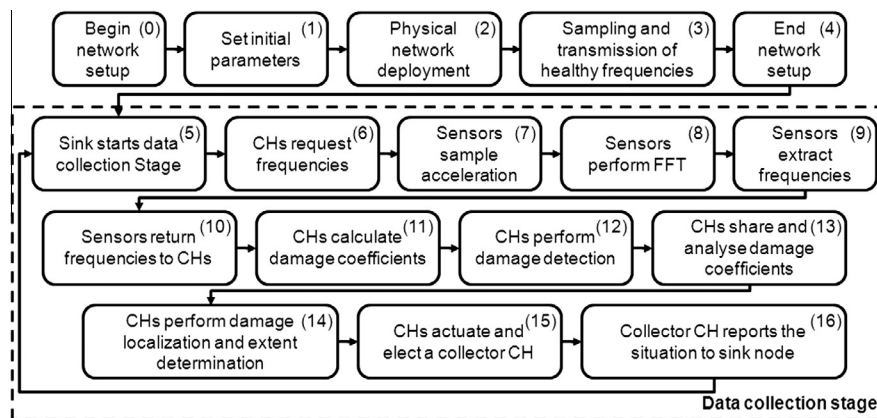 Begin (0)
network
setup
Set initial (1)
parameters
Physical (2)
network
deployment
Sampling and (3)
transmission of
healthy frequencies
End (4)
network
setup
Sink starts data (5)
collection Stage
CHs request (6)
frequencies
Sensors (7)
sample
acceleration
Sensors (8)
perform FFT
Sensors (9)
extract
frequencies
Sensors return (10)
frequencies to CHs
CHs calculate (11)
damage coefficients
CHs perform (12)
damage detection
CHs share and (13)
analyse damage
coefficients
CHs perform damage (14)
localization and extent
determination
CHs actuate and (15)
elect a collector CH
Collector CH reports the (16)
situation to sink node
Data collection stage